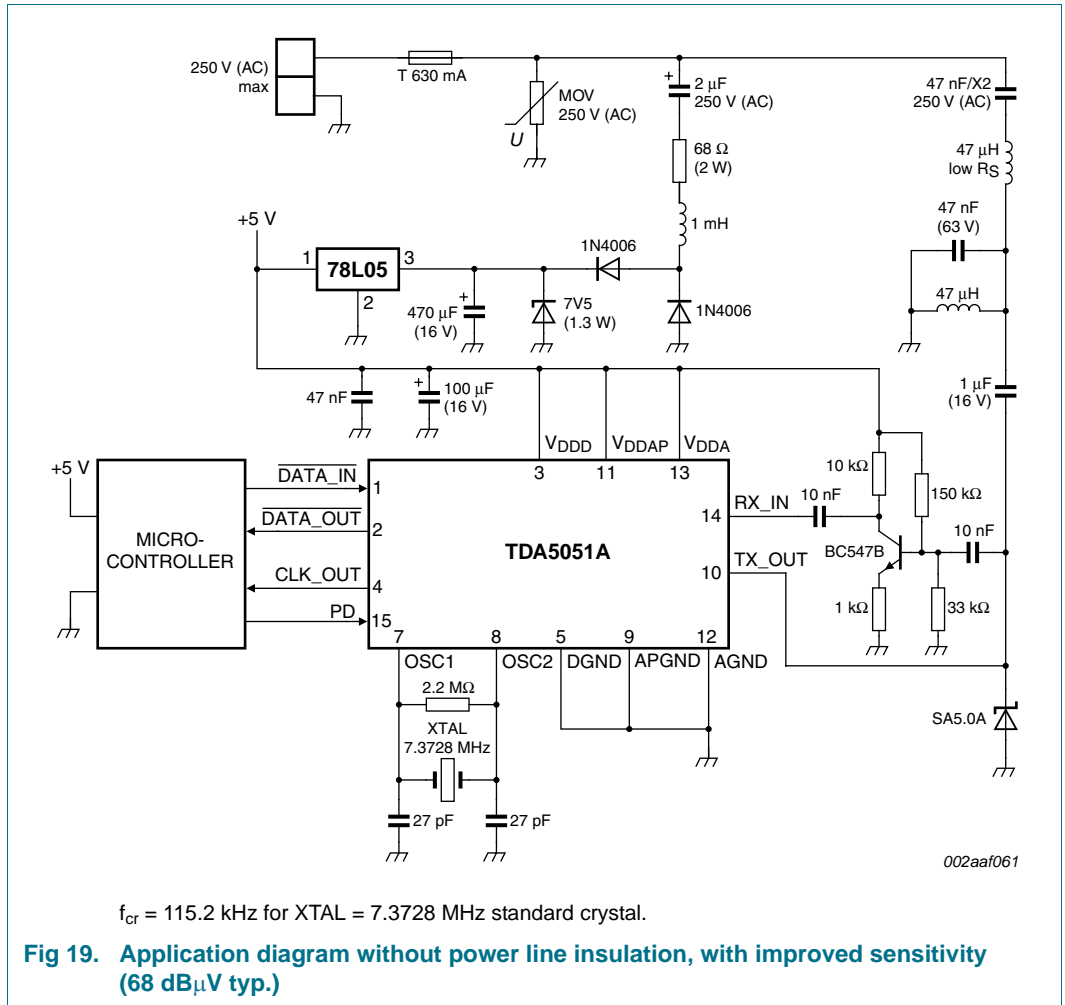 250 V (AC)
max
T 630 mA
MOV
250 V (AC)
U
+
2 μF
250 V (AC)
68 Ω
(2 W)
1 mH
47 nF/X2
250 V (AC)
47 μH
low RS
47 nF
(63 V)
47 μH
1 μF
(16 V)
+5 V
1
78L05
3
2
+
470 μF
(16 V)
7V5
(1.3 W)
1N4006
1N4006
47 nF
+
100 μF
(16 V)
VDDD
VDDAP
VDDA
3
11
13
+5 V
MICRO-
CONTROLLER
DATA_IN
1
DATA_OUT
2
CLK_OUT
4
PD
15
TDA5051A
14
RX_IN
10
TX_OUT
10 nF
10 kΩ
150 kΩ
10 nF
BC547B
1 kΩ
33 kΩ
SA5.0A
7
8
5
9
12
OSC1
OSC2
DGND
APGND
AGND
2.2 MΩ
XTAL
7.3728 MHz
27 pF
27 pF
002aaf061
fcr = 115.2 kHz for XTAL = 7.3728 MHz standard crystal.
Fig 19. Application diagram without power line insulation, with improved sensitivity
(68 dBμV typ.)